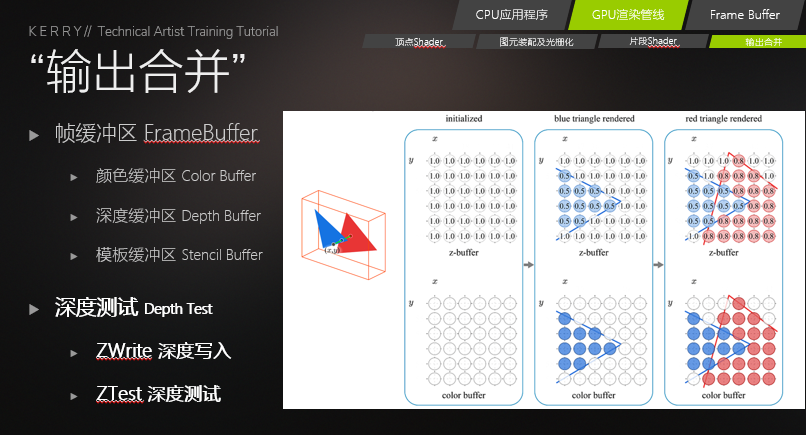 KERRY// Technical Artist Training Tutorial
CPU应用程序
GPU渲染管线
Frame Buffer
顶点Shader
图元装配及光栅化
片段Shader
输出合并
“输出合并”
帧缓冲区 FrameBuffer
颜色缓冲区 Color Buffer
深度缓冲区 Depth Buffer
模板缓冲区 Stencil Buffer
深度测试 Depth Test
ZWrite 深度写入
ZTest 深度测试
(x,y)
initialized
x
y
1.0 1.0 1.0 1.0 1.0 1.0
1.0 1.0 1.0 1.0 1.0 1.0
1.0 1.0 1.0 1.0 1.0 1.0
1.0 1.0 1.0 1.0 1.0 1.0
1.0 1.0 1.0 1.0 1.0 1.0
1.0 1.0 1.0 1.0 1.0 1.0
z-buffer
x
y
color buffer
blue triangle rendered
x
y
1.0 1.0 1.0 1.0 1.0 1.0
0.5 1.0 1.0 1.0 1.0 1.0
0.5 0.5 0.5 1.0 1.0 1.0
0.5 0.5 0.5 0.5 1.0 1.0
0.5 0.5 1.0 1.0 1.0 1.0
1.0 1.0 1.0 1.0 1.0 1.0
z-buffer
x
y
color buffer
red triangle rendered
x
y
1.0 1.0 1.0 0.8 1.0 1.0
0.5 1.0 1.0 0.8 0.8 1.0
0.5 0.5 0.5 0.8 0.8 0.8
0.5 0.5 0.5 0.5 0.8 0.8
0.5 0.5 0.8 0.8 0.8 0.8
1.0 0.8 0.8 0.8 0.8 0.8
z-buffer
x
y
color buffer